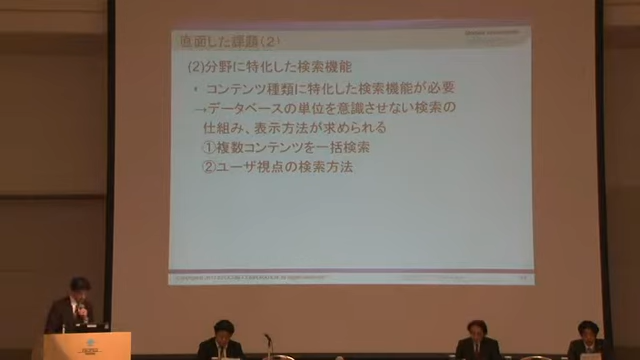 直面した課題(2)
(2)分野に特化した検索機能
・ コンテンツ種類に特化した検索機能が必要
→データベースの単位を意識させない検索の
仕組み、表示方法が求められる
①複数コンテンツを一括検索
②ユーザ視点の検索方法